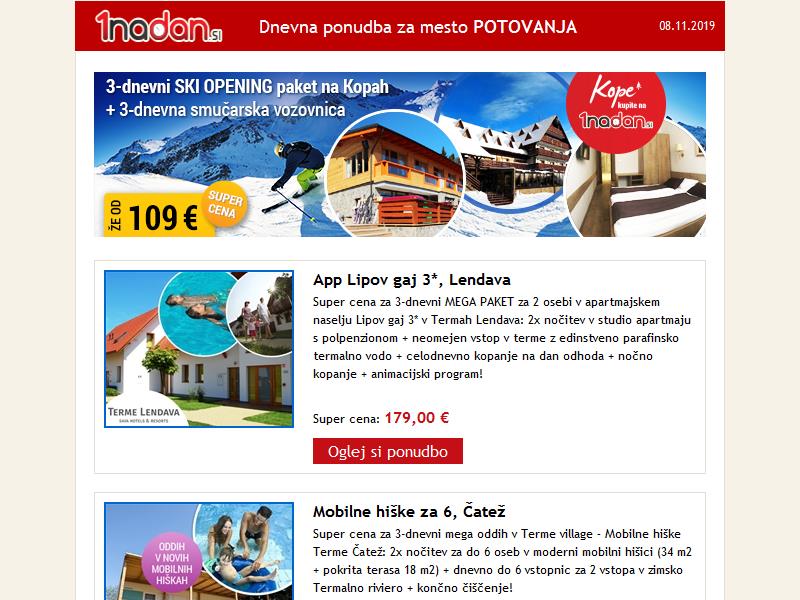 1nadan.si
Dnevna ponudba za mesto POTOVANJA
08.11.2019
3-dnevni SKI OPENING paket na Kopah
+ 3-dnevna smučarska vozovnica
Kope
kupite na
1nadan.si
ŽE OD
109 €
SUPER
CENA
App Lipov gaj 3*, Lendava
Super cena za 3-dnevni MEGA PAKET za 2 osebi v apartmajskem
naselju Lipov gaj 3* v Termah Lendava: 2x nočitev v studio apartmaju
s polpenzionom + neomejen vstop v terme z edinstveno parafinsko
termalno vodo + celodnevno kopanje na dan odhoda + nočno
kopanje + animacijski program!
TERME LENDAVA
SAVA HOTELS & RESORTS
Super cena: 179,00 €
Oglej si ponudbo
Mobilne hiške za 6, Čatež
Super cena za 3-dnevni mega oddih v Terme village - Mobilne hiške
Terme Čatež: 2x nočitev za do 6 oseb v moderni mobilni hišici (34 m2
+ pokrita terasa 18 m2) + dnevno do 6 vstopnic za 2 vstopa v zimsko
Termalno riviero + končno čiščenje!
ODDIH
V NOVIH
MOBILNIH
HIŠKAH